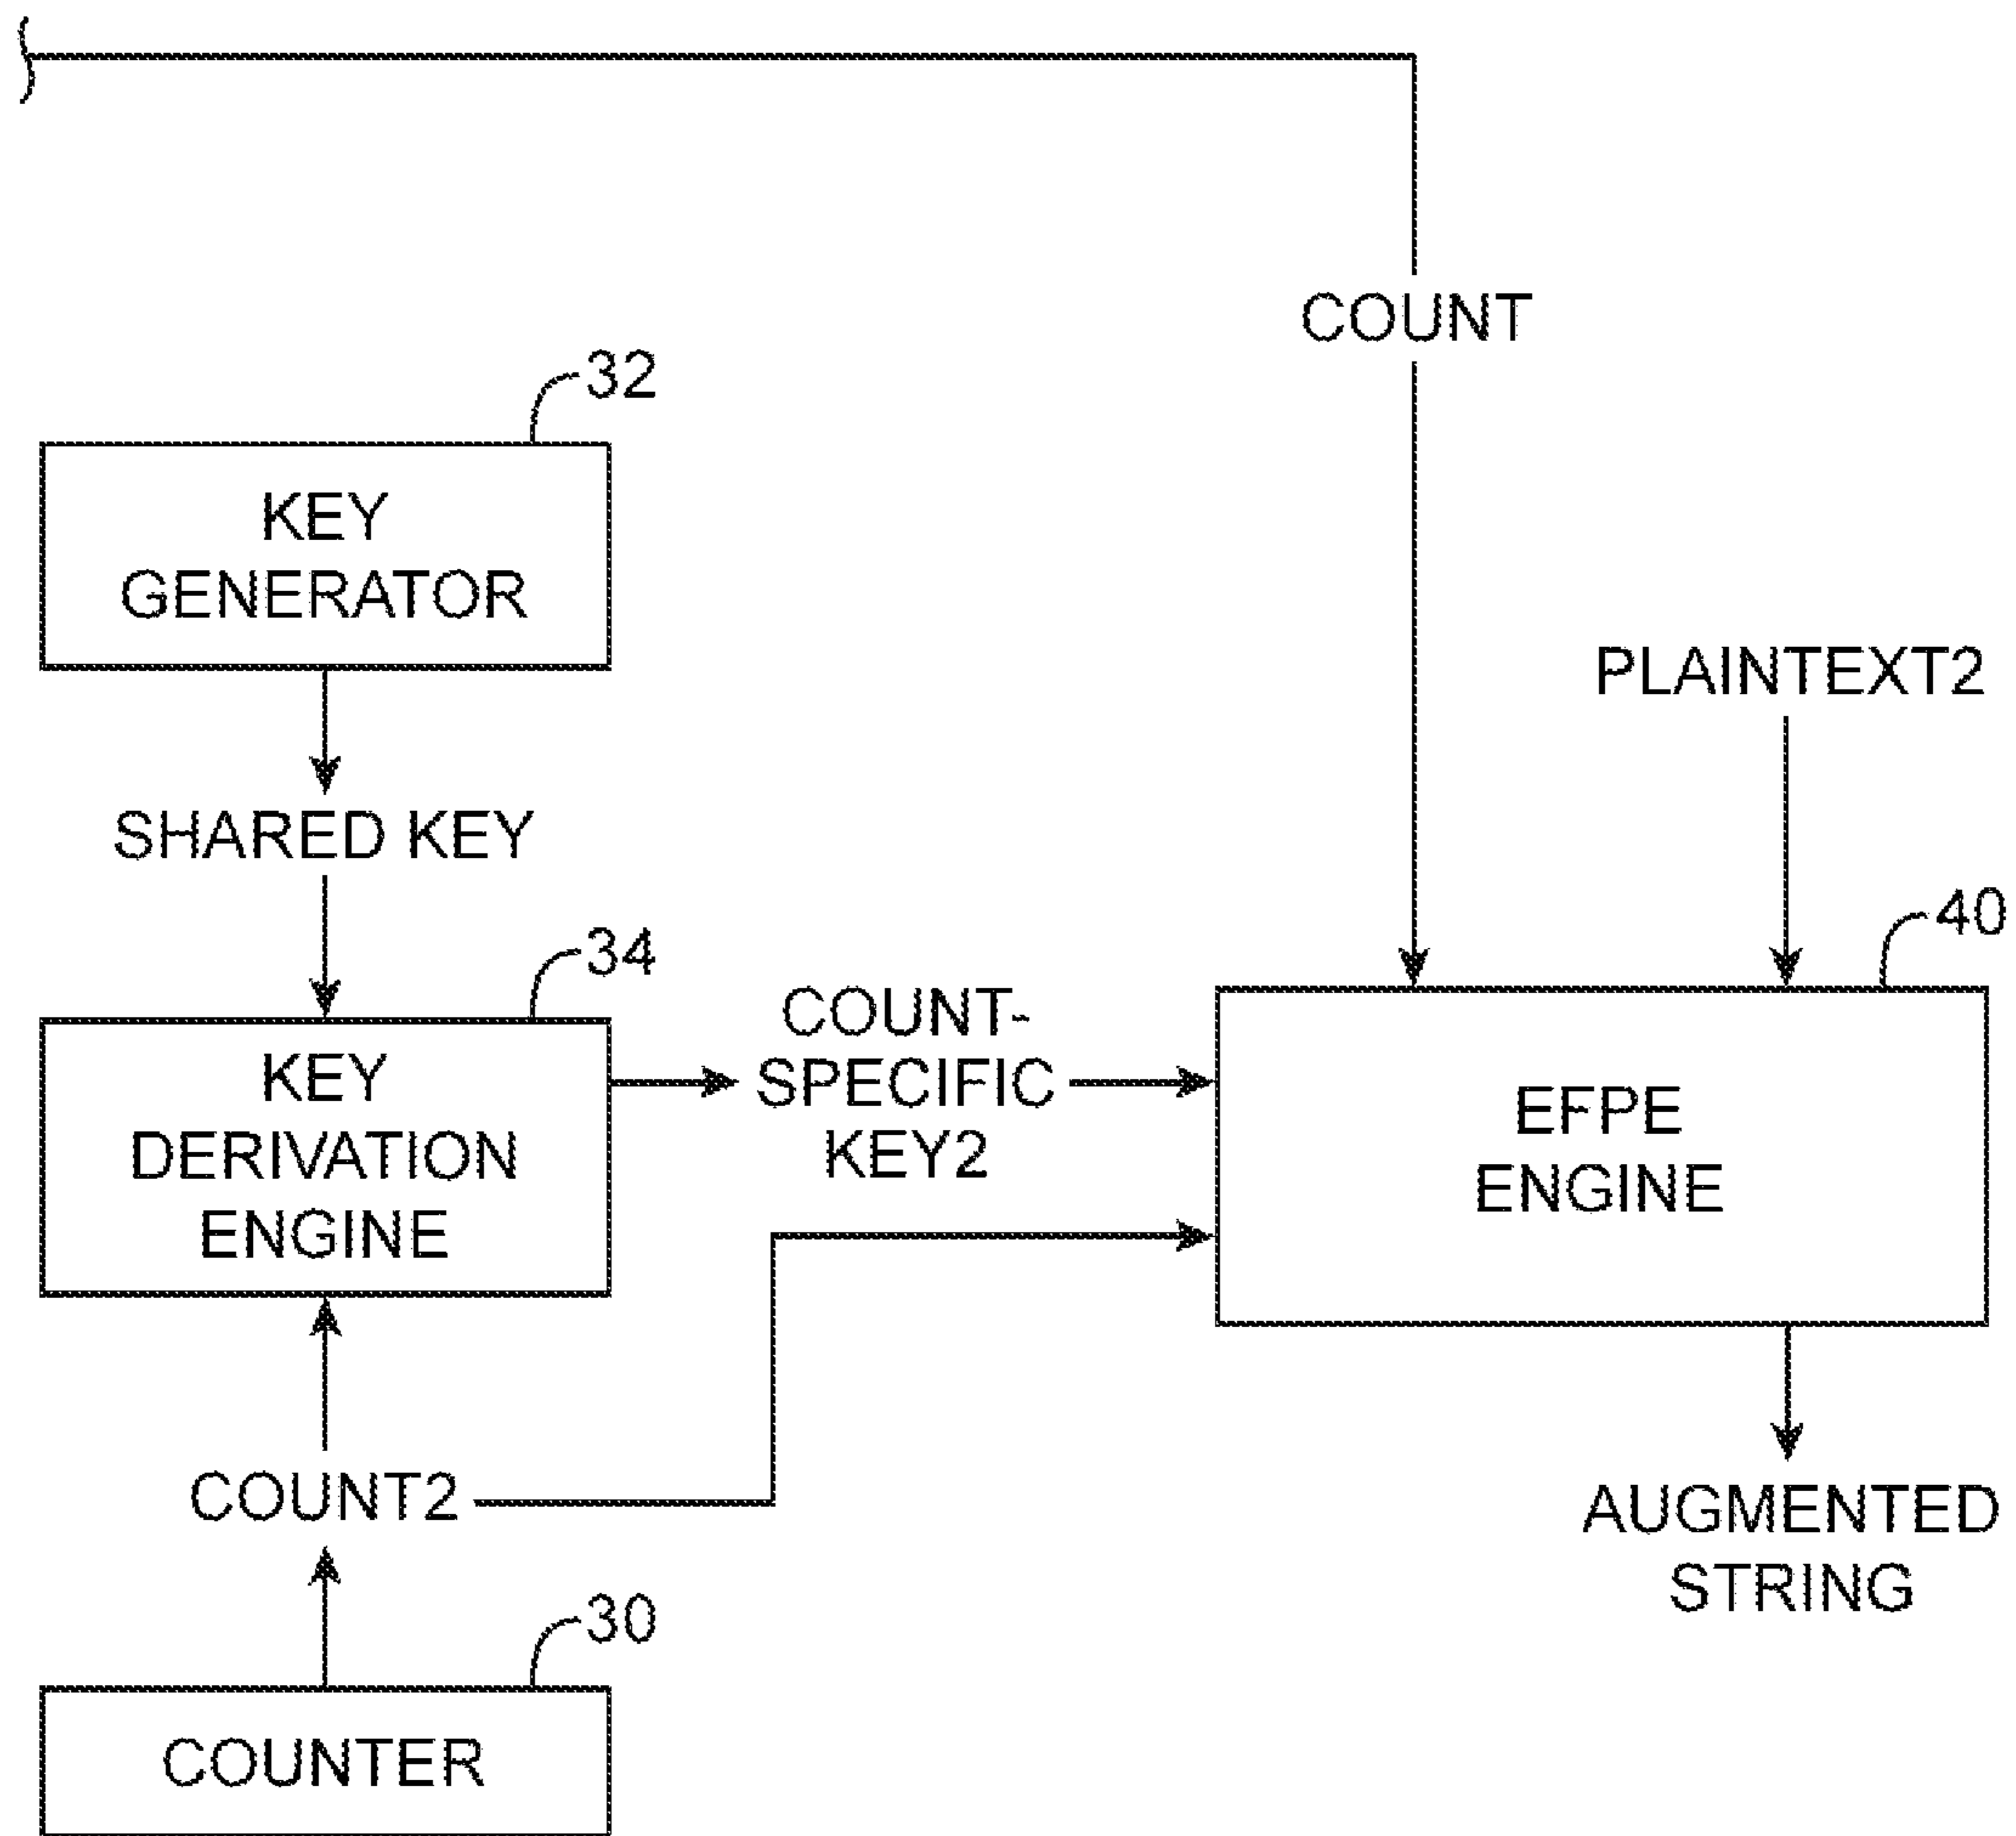 COUNT
32
KEY
GENERATOR
PLAINTEXT2
SHARED KEY
34
40
COUNT-
SPECIFIC
KEY2
KEY
DERIVATION
ENGINE
EFPE
ENGINE
COUNT2
AUGMENTED
STRING
30
COUNTER